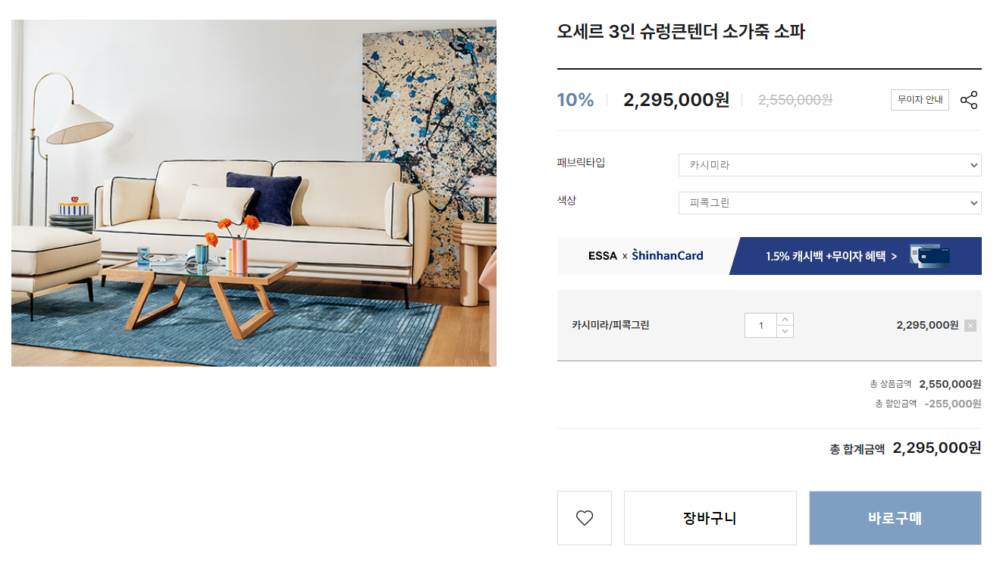 오세르 3인 슈렁큰텐더 소가죽 소파
10% 2,295,000원 2,550,000원 무이자 안내
패브릭타입 카시미라
색상 피콕그린
ESSA x ShinhanCard 1.5% 캐시백 +무이자 혜택 >
카시미라/피콕그린 1 2,295,000원
총 상품금액 2,550,000원
총 할인금액 -255,000원
총 합계금액 2,295,000원
장바구니 바로구매